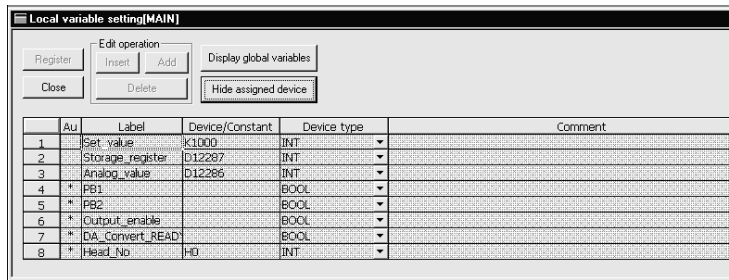 Local variable setting[MAIN]
Edit operation
Register Insert Add Display global variables
Close Delete Hide assigned device
Au Label Device/Constant Device type Comment
1 Set_value K1000 INT
2 Storage_register D12287 INT
3 Analog_value D12286 INT
4 * PB1 BOOL
5 * PB2 BOOL
6 * Output_enable BOOL
7 * DA_Convert_READY BOOL
8 * Head_No H0 INT